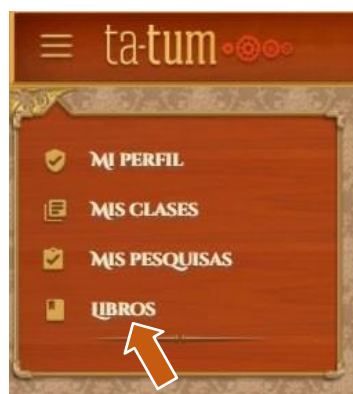 ta-tum
MI PERFIL
MIS CLASES
MIS PESQUISAS
LIBROS